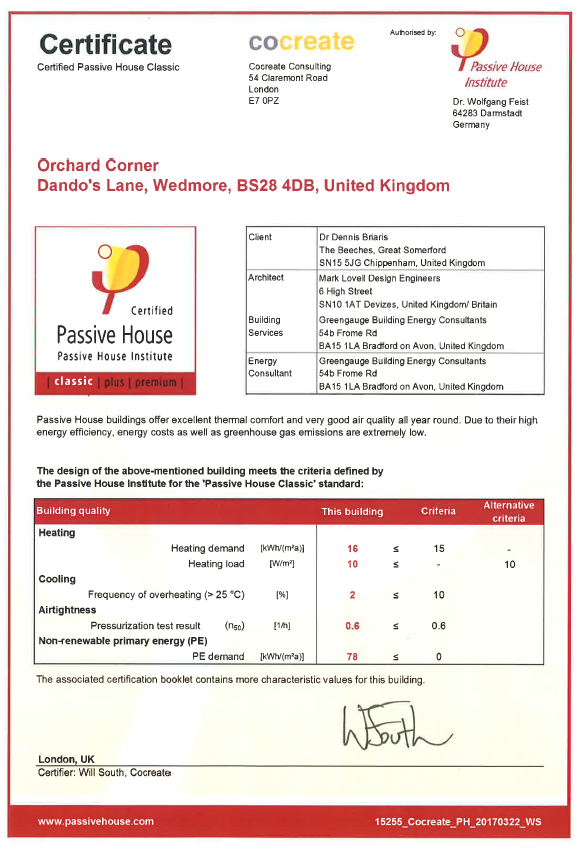 Certificate
Certified Passive House Classic
cocreate
Cocreate Consulting
54 Claremont Road
London
E7 0PZ
Authorised by:
Passive House
Institute
Dr. Wolfgang Feist
64283 Darmstadt
Germany
Orchard Corner
Dando's Lane, Wedmore, BS28 4DB, United Kingdom
Certified
Passive House
Passive House Institute
| classic | plus | premium |
Client Dr Dennis Briaris
The Beeches, Great Somerford
SN15 5JG Chippenham, United Kingdom
Architect Mark Lovell Design Engineers
6 High Street
SN10 1AT Devizes, United Kingdom/ Britain
Building Greengauge Building Energy Consultants
Services 54b Frome Rd
BA15 1LA Bradford on Avon, United Kingdom
Energy Greengauge Building Energy Consultants
Consultant 54b Frome Rd
BA15 1LA Bradford on Avon, United Kingdom
Passive House buildings offer excellent thermal comfort and very good air quality all year round. Due to their high
energy efficiency, energy costs as well as greenhouse gas emissions are extremely low.
The design of the above-mentioned building meets the criteria defined by
the Passive House Institute for the 'Passive House Classic' standard:
Building quality This building Criteria Alternative criteria
Heating
Heating demand [kWh/(m²a)] 16 ≤ 15 -
Heating load [W/m²] 10 ≤ - 10
Cooling
Frequency of overheating (> 25 °C) [%] 2 ≤ 10
Airtightness
Pressurization test result (n50) [1/h] 0.6 ≤ 0.6
Non-renewable primary energy (PE)
PE demand [kWh/(m²a)] 78 ≤ 0
The associated certification booklet contains more characteristic values for this building.
WSouth
London, UK
Certifier: Will South, Cocreate
www.passivehouse.com 15255_Cocreate_PH_20170322_WS